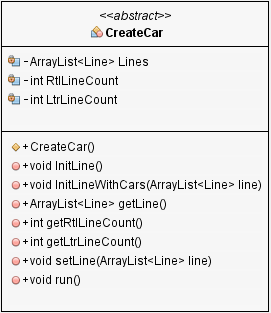 <<abstract>>
CreateCar
-ArrayList<Line> Lines
-int RtlLineCount
-int LtrLineCount
+CreateCar()
+void InitLine()
+void InitLineWithCars(ArrayList<Line> line)
+ArrayList<Line> getLine()
+int getRtlLineCount()
+int getLtrLineCount()
+void setLine(ArrayList<Line> line)
+void run()